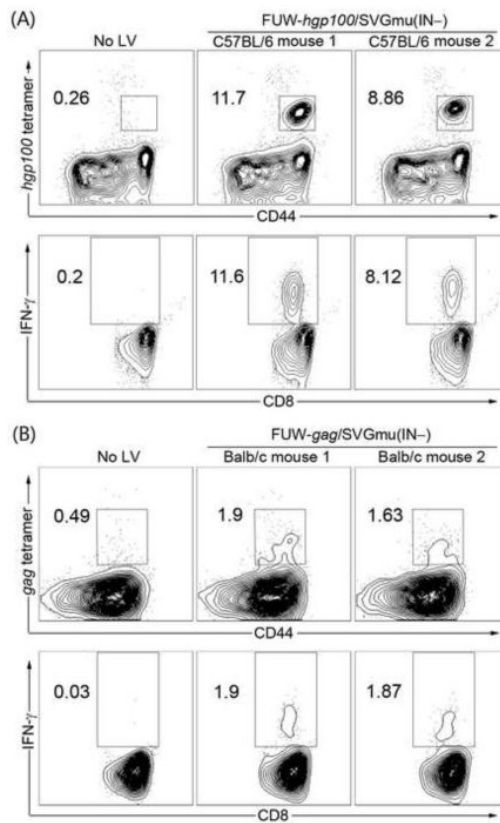 (A)
FUW-hgp100/SVGmu(IN–)
No LV C57BL/6 mouse 1 C57BL/6 mouse 2
0.26 11.7 8.86
hgp100 tetramer
CD44
0.2 11.6 8.12
IFN-γ
CD8
(B)
FUW-gag/SVGmu(IN–)
No LV Balb/c mouse 1 Balb/c mouse 2
0.49 1.9 1.63
gag tetramer
CD44
0.03 1.9 1.87
IFN-γ
CD8